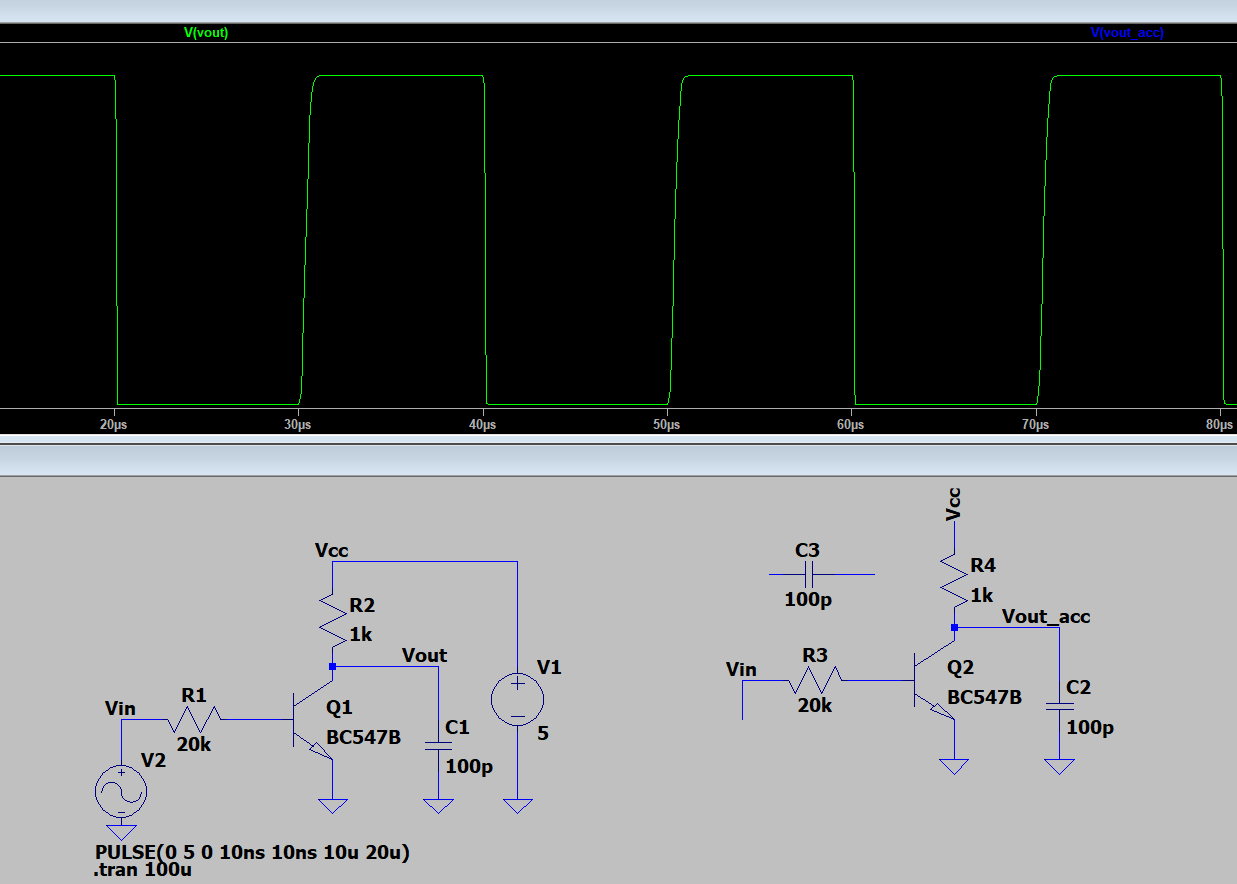 V(vout)
V(vout_acc)
20µs
30µs
40µs
50µs
60µs
70µs
80µs
Vcc
R2
1k
Vout
Vin
R1
20k
Q1
BC547B
V1
5
C1
100p
V2
PULSE(0 5 0 10ns 10ns 10u 20u)
.tran 100u
Vcc
C3
100p
R4
1k
Vout_acc
Vin
R3
20k
Q2
BC547B
C2
100p